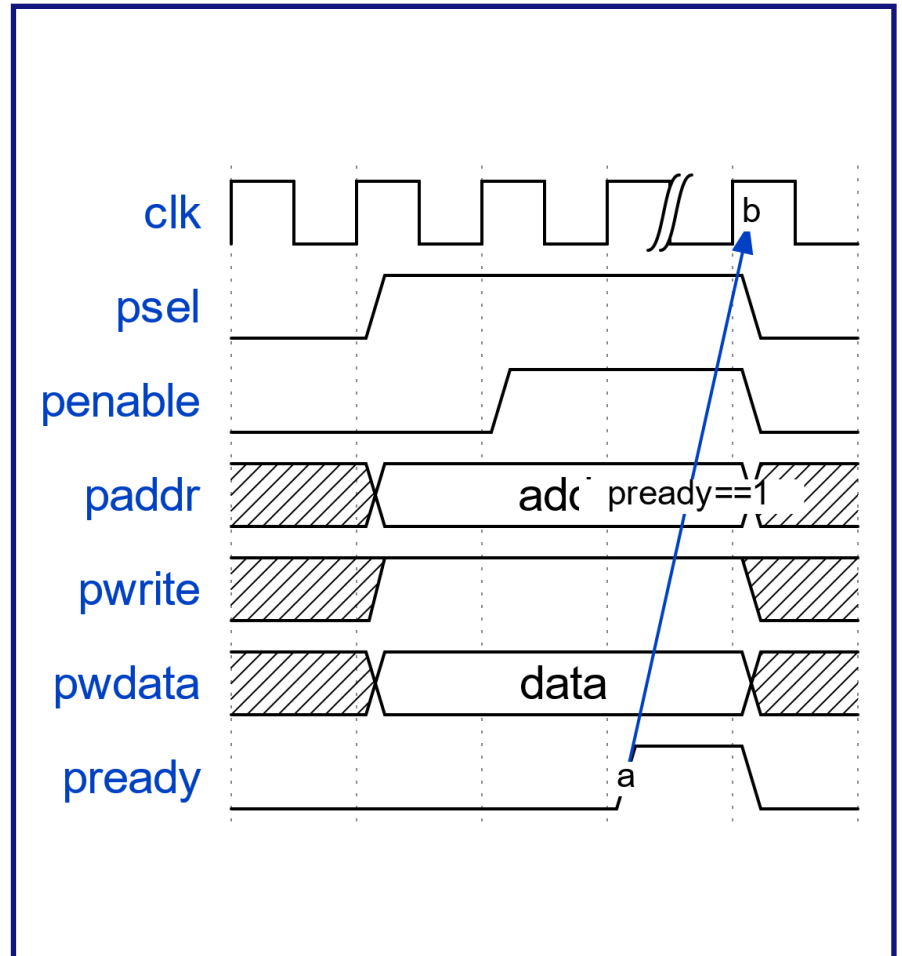 clk
b
psel
penable
paddr
pready==1
pwrite
pwdata
data
pready
a